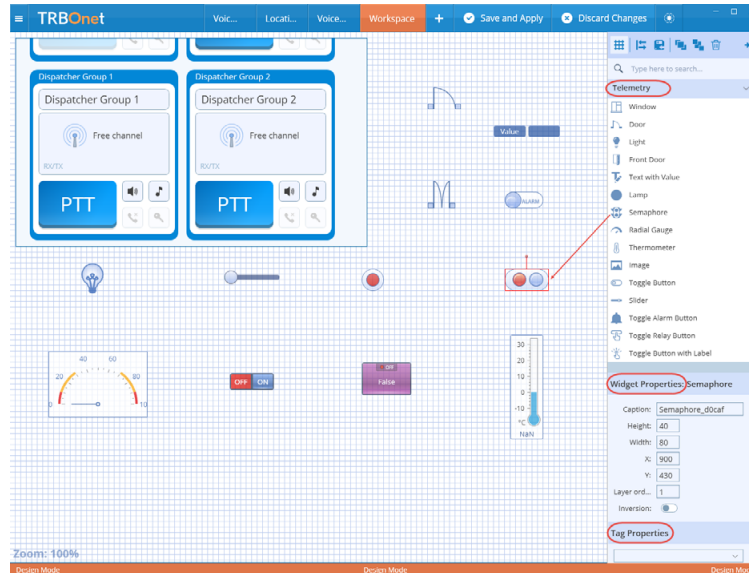 TRBOnet
Voic...
Locati...
Voice...
Workspace
+
Save and Apply
Discard Changes
Type here to search...
Telemetry
Dispatcher Group 1
Dispatcher Group 2
Dispatcher Group 1
Dispatcher Group 2
Free channel
Free channel
RX/TX
RX/TX
PTT
PTT
Value
ALARM
Window
Door
Light
Front Door
Text with Value
Lamp
Semaphore
Radial Gauge
Thermometer
Image
Toggle Button
Slider
Toggle Alarm Button
Toggle Relay Button
Toggle Button with Label
0
20
40
60
80
10
OFF
ON
OFF
False
30
20
10
0
-10
°C
NaN
Widget Properties: Semaphore
Caption: Semaphore_d0caf
Height: 40
Width: 80
X: 900
Y: 430
Layer ord... 1
Inversion:
Tag Properties
Zoom: 100%
Design Mode
Design Mode
Design Mod